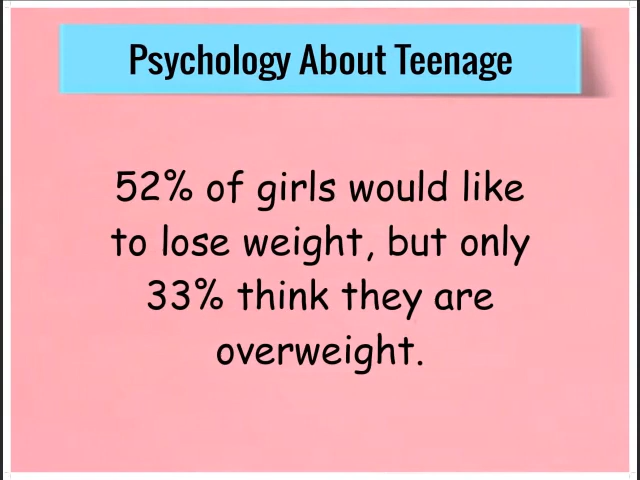 Psychology About Teenage
52% of girls would like
to lose weight, but only
33% think they are
overweight.